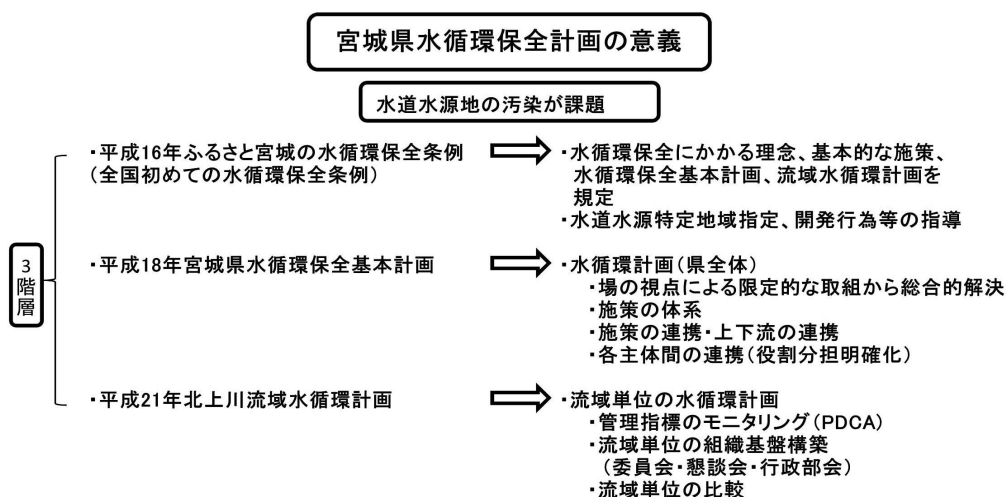 宮城県水循環保全計画の意義
水道水源地の汚染が課題
3階層
・平成16年ふるさと宮城の水循環保全条例
(全国初めての水循環保全条例)
・水循環保全にかかる理念、基本的な施策、
水循環保全基本計画、流域水循環計画を
規定
・水道水源特定地域指定、開発行為等の指導
・平成18年宮城県水循環保全基本計画
・水循環計画(県全体)
・場の視点による限定的な取組から総合的解決
・施策の体系
・施策の連携・上下流の連携
・各主体間の連携(役割分担明確化)
・平成21年北上川流域水循環計画
・流域単位の水循環計画
・管理指標のモニタリング(PDCA)
・流域単位の組織基盤構築
(委員会・懇談会・行政部会)
・流域単位の比較